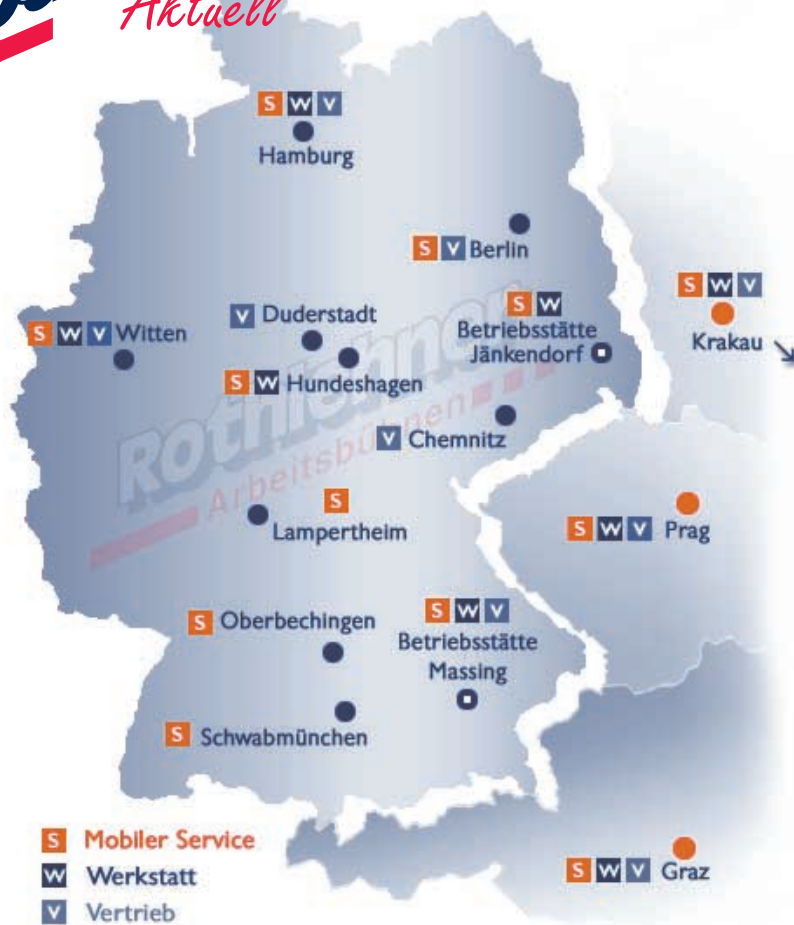 Aktuell
S W V
Hamburg
S V Berlin
S W V
Krakau
S W
Betriebsstätte
Jänkendorf
V Duderstadt
S W V Witten
S W Hundeshagen
V Chemnitz
Rothlehner
Arbeitsbühnen
S
Lampertheim
S W V Prag
S Oberbechingen
S W V
Betriebsstätte
Massing
S Schwabmünchen
S Mobiler Service
W Werkstatt
V Vertrieb
S W V Graz